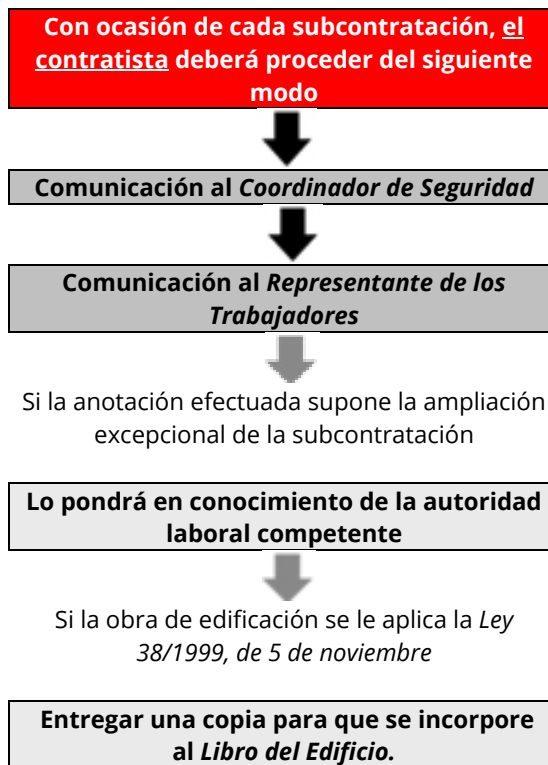 Con ocasión de cada subcontratación, el
contratista deberá proceder del siguiente
modo
Comunicación al Coordinador de Seguridad
Comunicación al Representante de los
Trabajadores
Si la anotación efectuada supone la ampliación
excepcional de la subcontratación
Lo pondrá en conocimiento de la autoridad
laboral competente
Si la obra de edificación se le aplica la Ley
38/1999, de 5 de noviembre
Entregar una copia para que se incorpore
al Libro del Edificio.